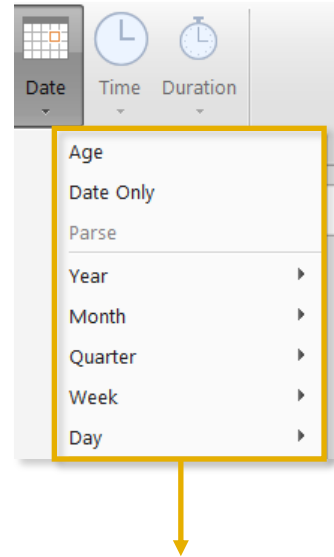 Date Time Duration
Age
Date Only
Parse
Year
Month
Quarter
Week
Day